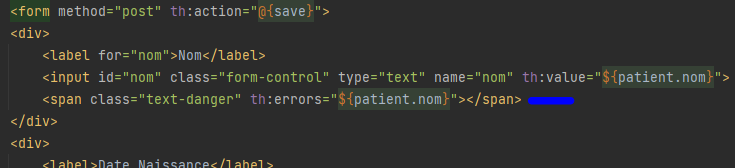 <form method="post" th:action="@{save}">
<div>
<label for="nom">Nom</label>
<input id="nom" class="form-control" type="text" name="nom" th:value="${patient.nom}">
<span class="text-danger" th:errors="${patient.nom}"></span>
</div>
<div>
<label>Date Naissance</label>